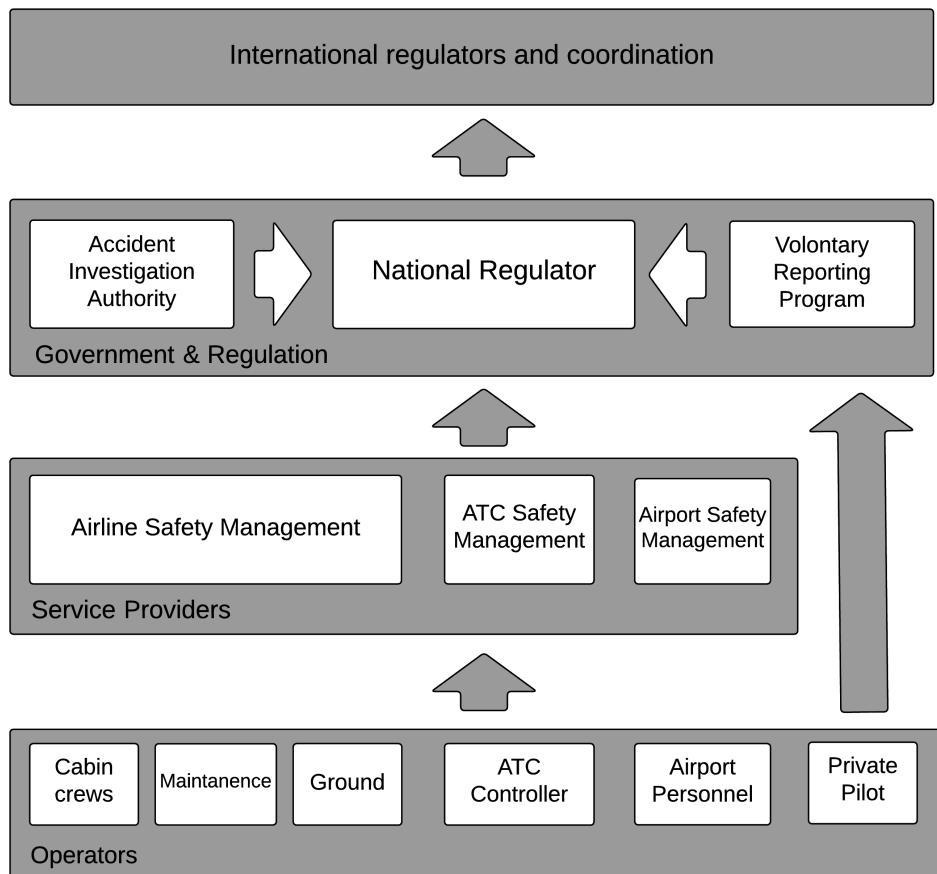 International regulators and coordination
Accident
Investigation
Authority
National Regulator
Volontary
Reporting
Program
Government & Regulation
Airline Safety Management
ATC Safety
Management
Airport Safety
Management
Service Providers
Cabin
crews
Maintanence
Ground
ATC
Controller
Airport
Personnel
Private
Pilot
Operators